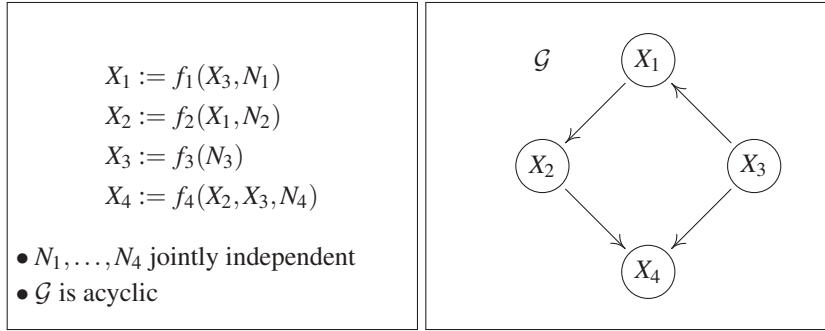 X₁ := f₁(X₃, N₁)
X₂ := f₂(X₁, N₂)
X₃ := f₃(N₃)
X₄ := f₄(X₂, X₃, N₄)
• N₁, . . . , N₄ jointly independent
• 𝒢 is acyclic
𝒢
X₁
X₂
X₃
X₄